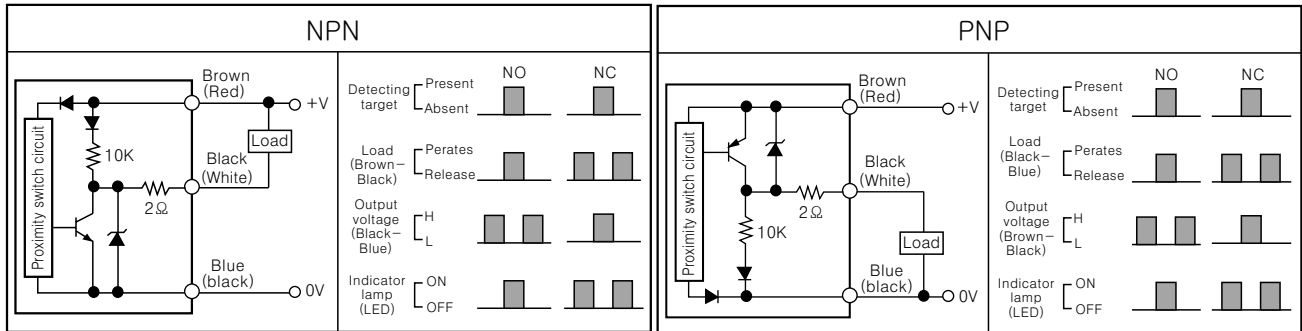 NPN
Proximity switch circuit
10K
2Ω
Brown
(Red)
+V
Load
Black
(White)
Blue
(black)
0V
NO
NC
Detecting
target
Present
Absent
Load
(Brown-
Black)
Perates
Release
Output
voltage
(Black-
Blue)
H
L
Indicator
lamp
(LED)
ON
OFF
PNP
Proximity switch circuit
10K
2Ω
Brown
(Red)
+V
Black
(White)
Load
Blue
(black)
0V
NO
NC
Detecting
target
Present
Absent
Load
(Black-
Blue)
Perates
Release
Output
voltage
(Brown-
Black)
H
L
Indicator
lamp
(LED)
ON
OFF